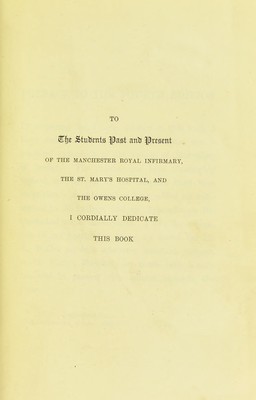 TO
The Students Past and Present
OF THE MANCHESTER ROYAL INFIRMARY,
THE ST. MARY'S HOSPITAL, AND
THE OWENS COLLEGE,
I CORDIALLY DEDICATE
THIS BOOK